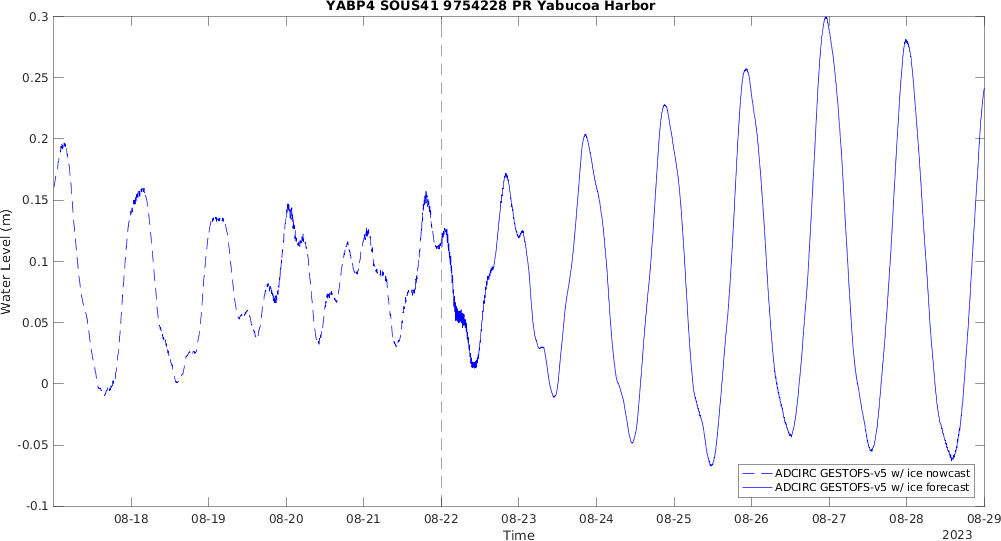 YABP4 SOUS41 9754228 PR Yabucoa Harbor
0.3
0.25
0.2
0.15
0.1
0.05
0
-0.05
-0.1
Water Level (m)
ADCIRC GESTOFS-v5 w/ ice nowcast
ADCIRC GESTOFS-v5 w/ ice forecast
08-18 08-19 08-20 08-21 08-22 08-23 08-24 08-25 08-26 08-27 08-28 08-29
Time
2023